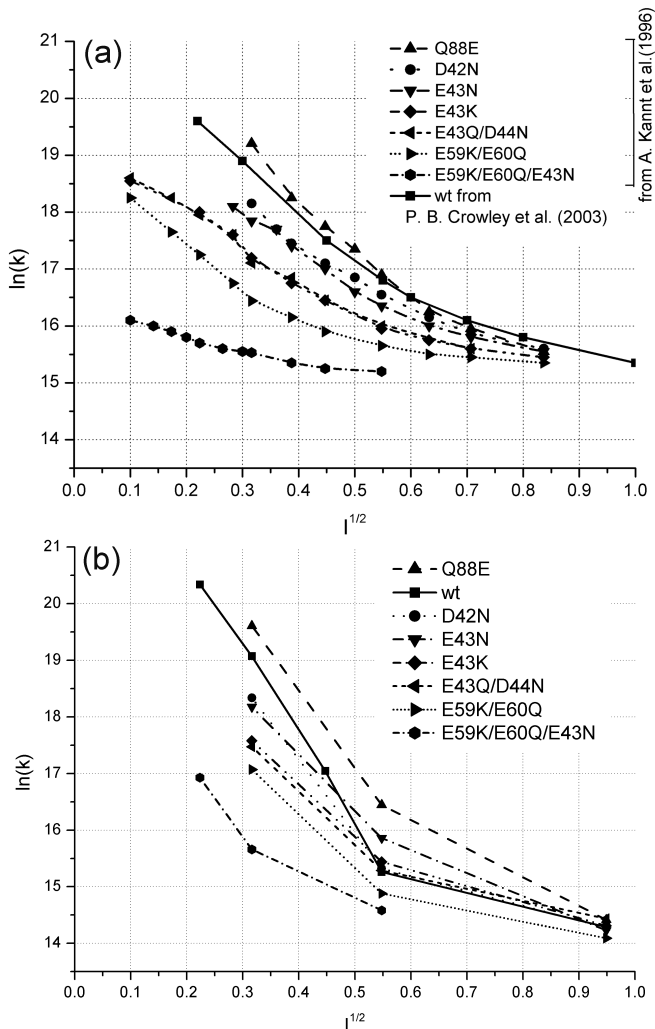 (a)
Q88E
D42N
E43N
E43K
E43Q/D44N
E59K/E60Q
E59K/E60Q/E43N
wt from
P. B. Crowley et al. (2003)
from A. Kannt et al.(1996)
21
20
19
18
17
16
15
14
ln(k)
0.0 0.1 0.2 0.3 0.4 0.5 0.6 0.7 0.8 0.9 1.0
I^1/2
(b)
Q88E
wt
D42N
E43N
E43K
E43Q/D44N
E59K/E60Q
E59K/E60Q/E43N
21
20
19
18
17
16
15
14
ln(k)
0.0 0.1 0.2 0.3 0.4 0.5 0.6 0.7 0.8 0.9 1.0
I^1/2